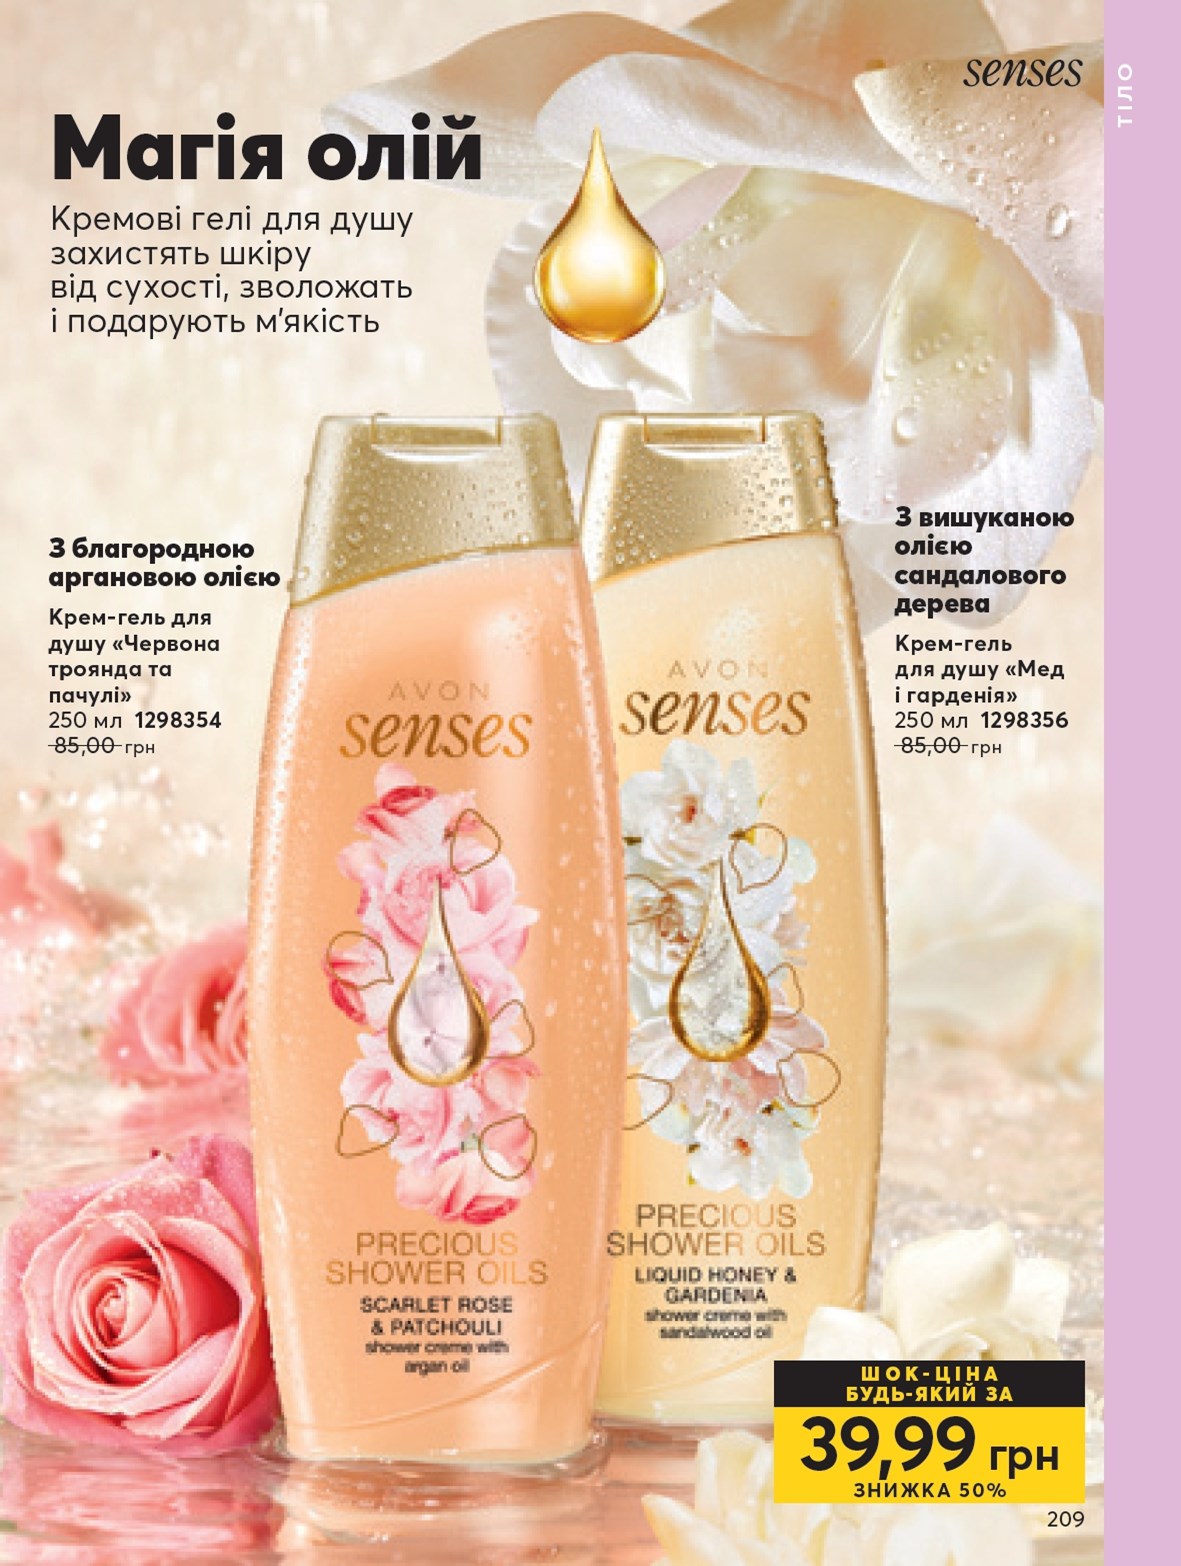 senses
ТІЛО
Магія олій
Кремові гелі для душу
захистять шкіру
від сухості, зволожать
і подарують м'якість
З благородною
аргановою олією
Крем-гель для
душу «Червона
троянда та
пачулі»
250 мл 1298354
85,00 грн
З вишуканою
олією
сандалового
дерева
Крем-гель
для душу «Мед
і гарденія»
250 мл 1298356
85,00 грн
AVON
senses
PRECIOUS
SHOWER OILS
SCARLET ROSE
& PATCHOULI
shower creme with
argan oil
AVON
senses
PRECIOUS
SHOWER OILS
LIQUID HONEY &
GARDENIA
shower creme with
sandalwood oil
ШОК-ЦІНА
БУДЬ-ЯКИЙ ЗА
39,99 грн
ЗНИЖКА 50%
209